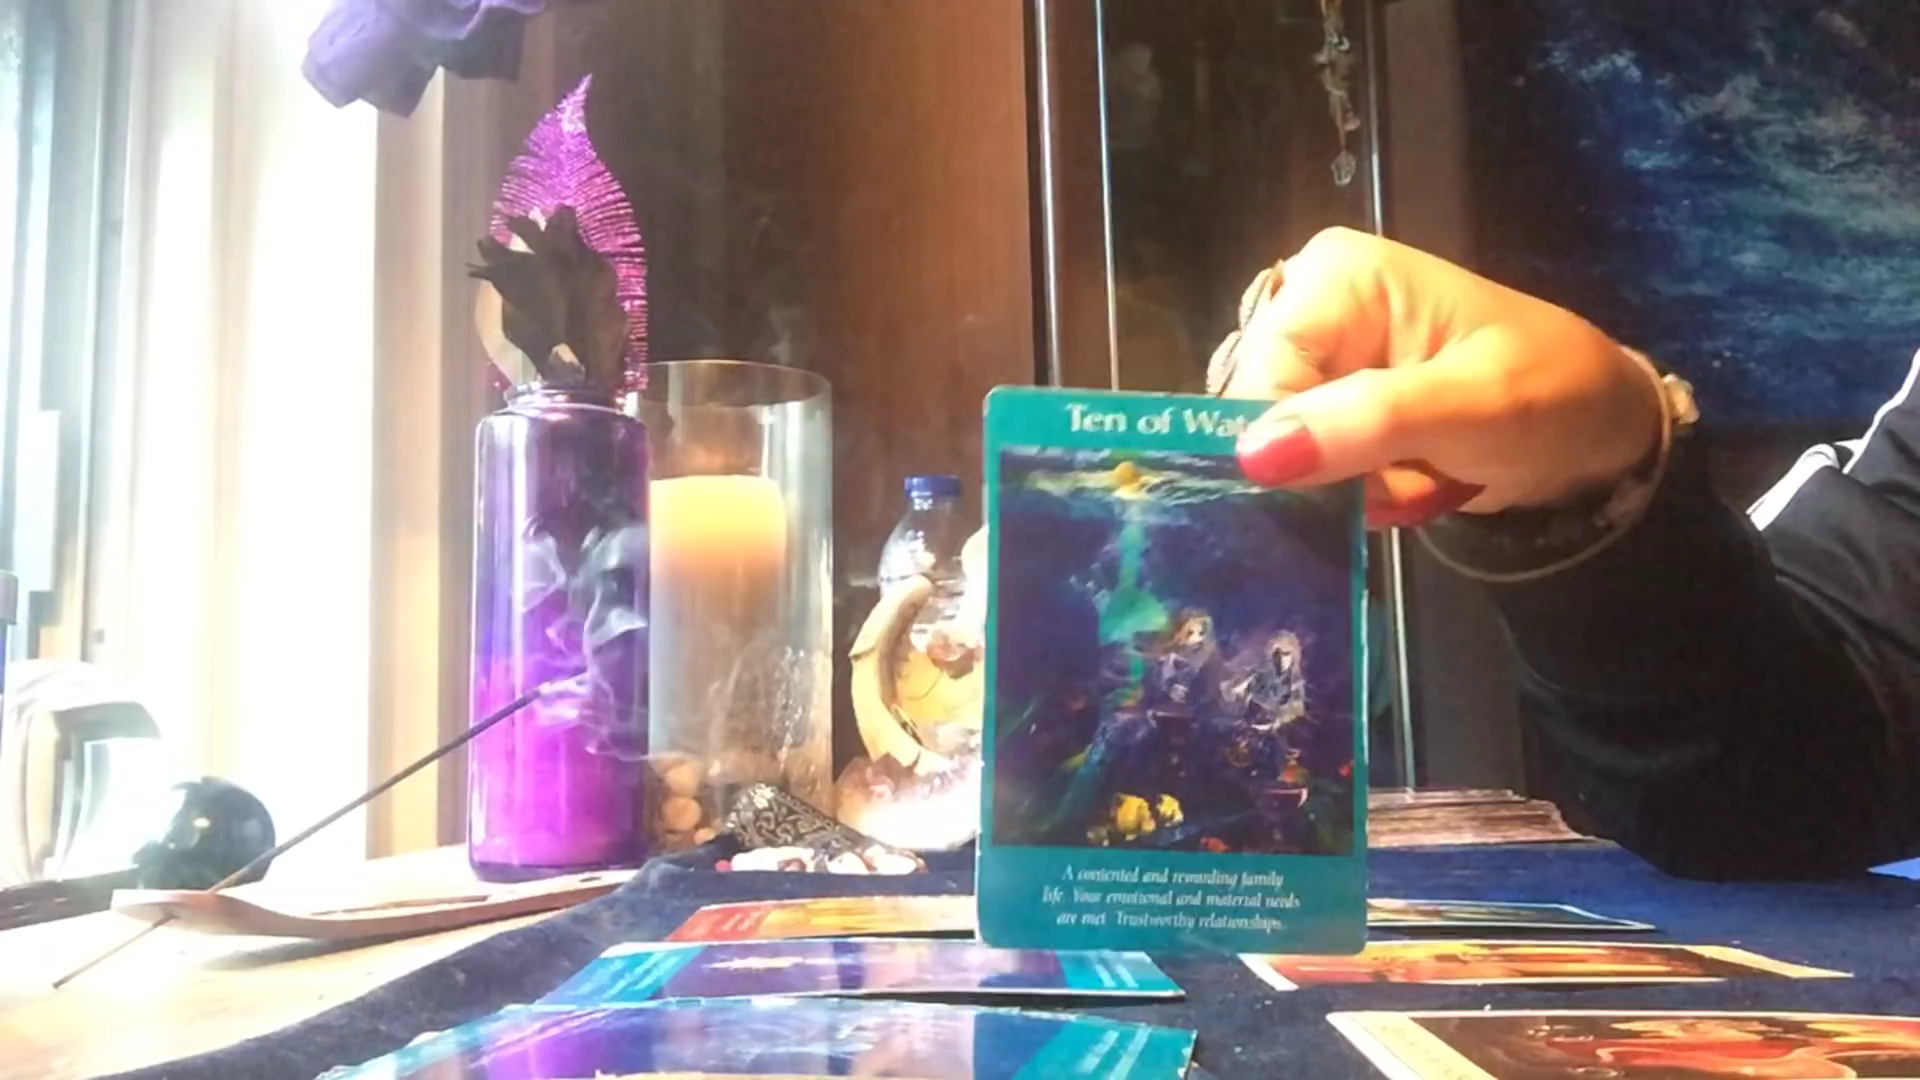 Ten of Wat
A contented and rewarding family
life. Your emotional and material needs
are met. Trustworthy relationships.